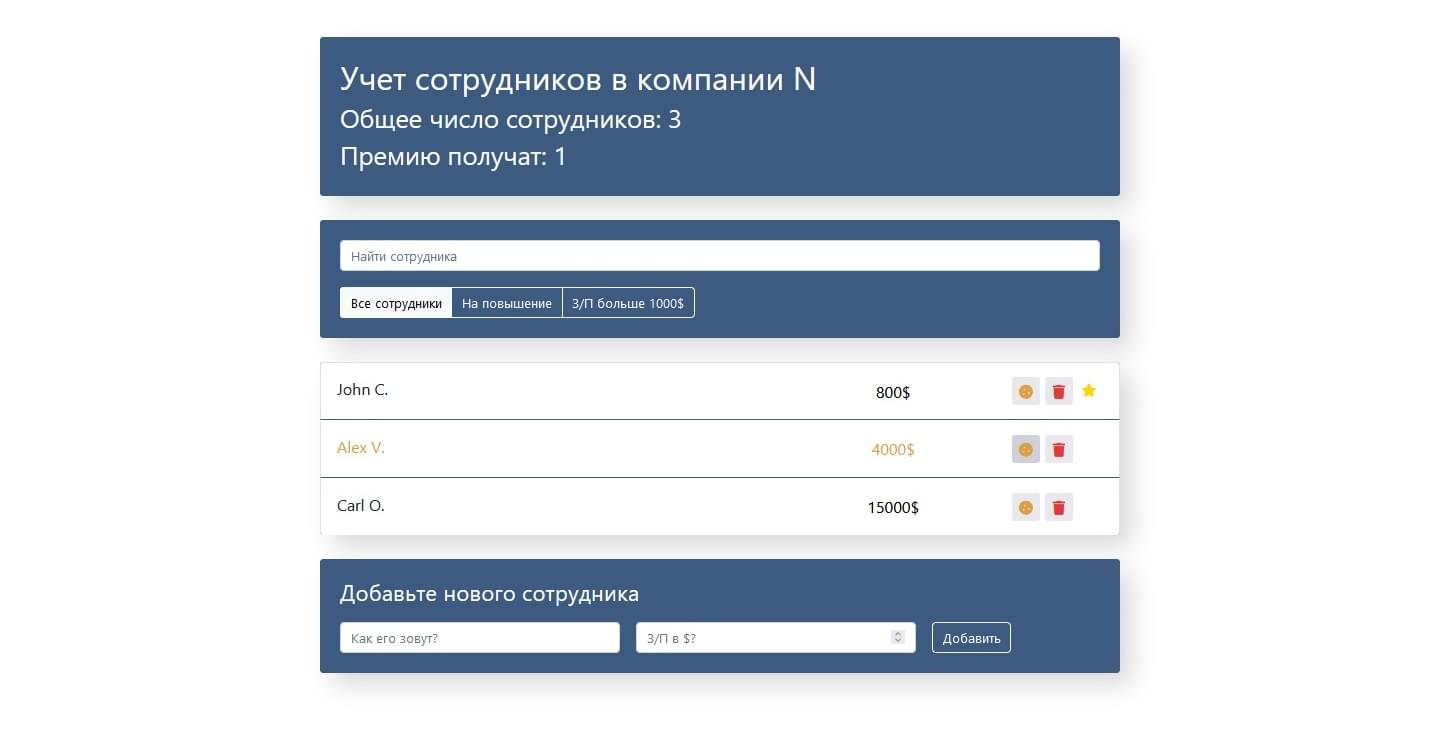 Учет сотрудников в компании N
Общее число сотрудников: 3
Премию получат: 1
Найти сотрудника
Все сотрудники На повышение З/П больше 1000$
John C. 800$
Alex V. 4000$
Carl O. 15000$
Добавьте нового сотрудника
Как его зовут? З/П в $? Добавить